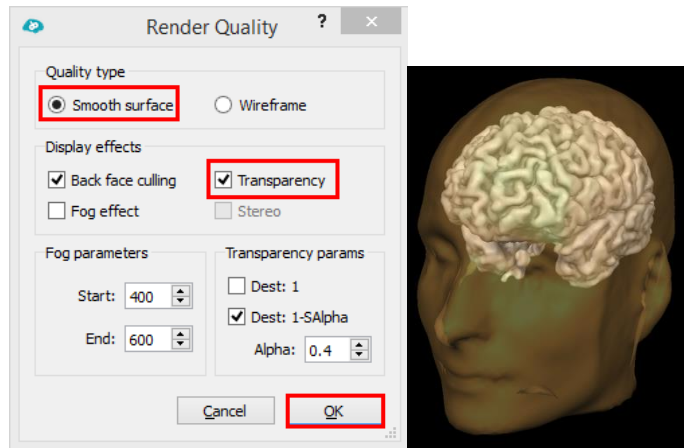 Render Quality ? ×
Quality type
Smooth surface Wireframe
Display effects
Back face culling Transparency
Fog effect Stereo
Fog parameters Transparency params
Start: 400 Dest: 1
Dest: 1-SAlpha
End: 600 Alpha: 0.4
Cancel OK